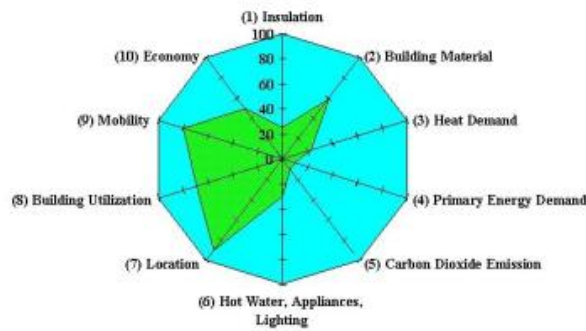 (1) Insulation
100
(10) Economy
(2) Building Material
80
60
(9) Mobility
(3) Heat Demand
40
20
0
(8) Building Utilization
(4) Primary Energy Demand
(7) Location
(5) Carbon Dioxide Emission
(6) Hot Water, Appliances,
Lighting